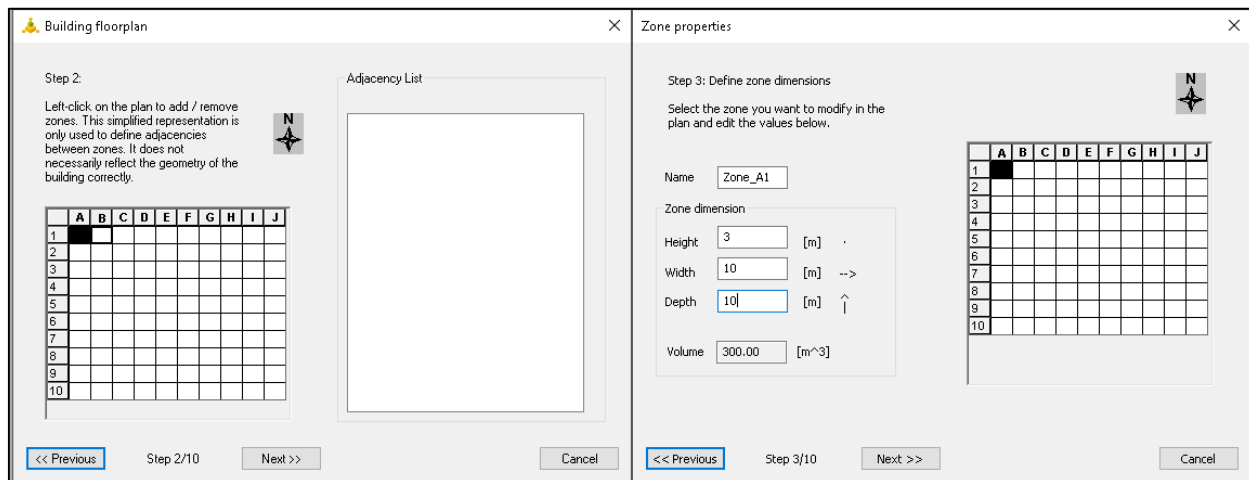 Building floorplan
Step 2:
Left-click on the plan to add / remove
zones. This simplified representation is
only used to define adjacencies
between zones. It does not
necessarily reflect the geometry of the
building correctly.
N
A B C D E F G H I J
1
2
3
4
5
6
7
8
9
10
Adjacency List
<< Previous
Step 2/10
Next >>
Cancel
Zone properties
Step 3: Define zone dimensions
Select the zone you want to modify in the
plan and edit the values below.
N
Name Zone_A1
Zone dimension
Height 3 [m] .
Width 10 [m] -->
Depth 10 [m] ^
|
Volume 300.00 [m^3]
A B C D E F G H I J
1
2
3
4
5
6
7
8
9
10
<< Previous
Step 3/10
Next >>
Cancel